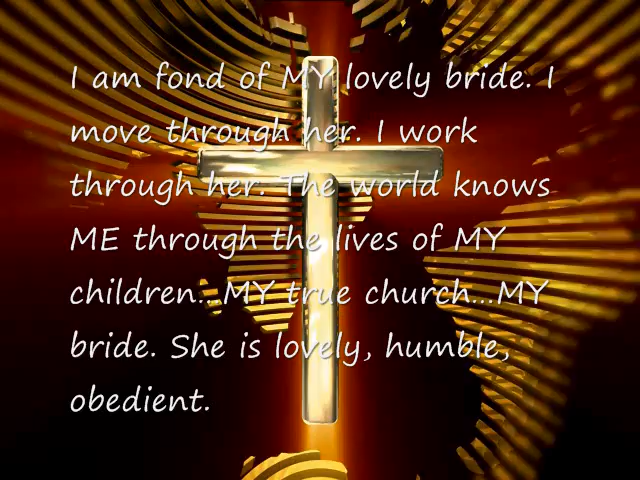 I am fond of MY lovely bride. I
move through her. I work
through her. The world knows
ME through the lives of MY
children...MY true church...MY
bride. She is lovely, humble,
obedient.